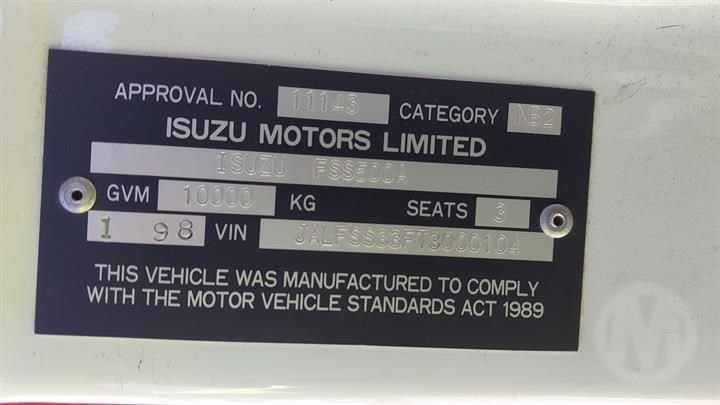 APPROVAL NO. 11143 CATEGORY NB2
ISUZU MOTORS LIMITED
ISUZU FSS500A
GVM 10000 KG SEATS 3
1 98 VIN JALFSS33FT3000104
THIS VEHICLE WAS MANUFACTURED TO COMPLY
WITH THE MOTOR VEHICLE STANDARDS ACT 1989
M